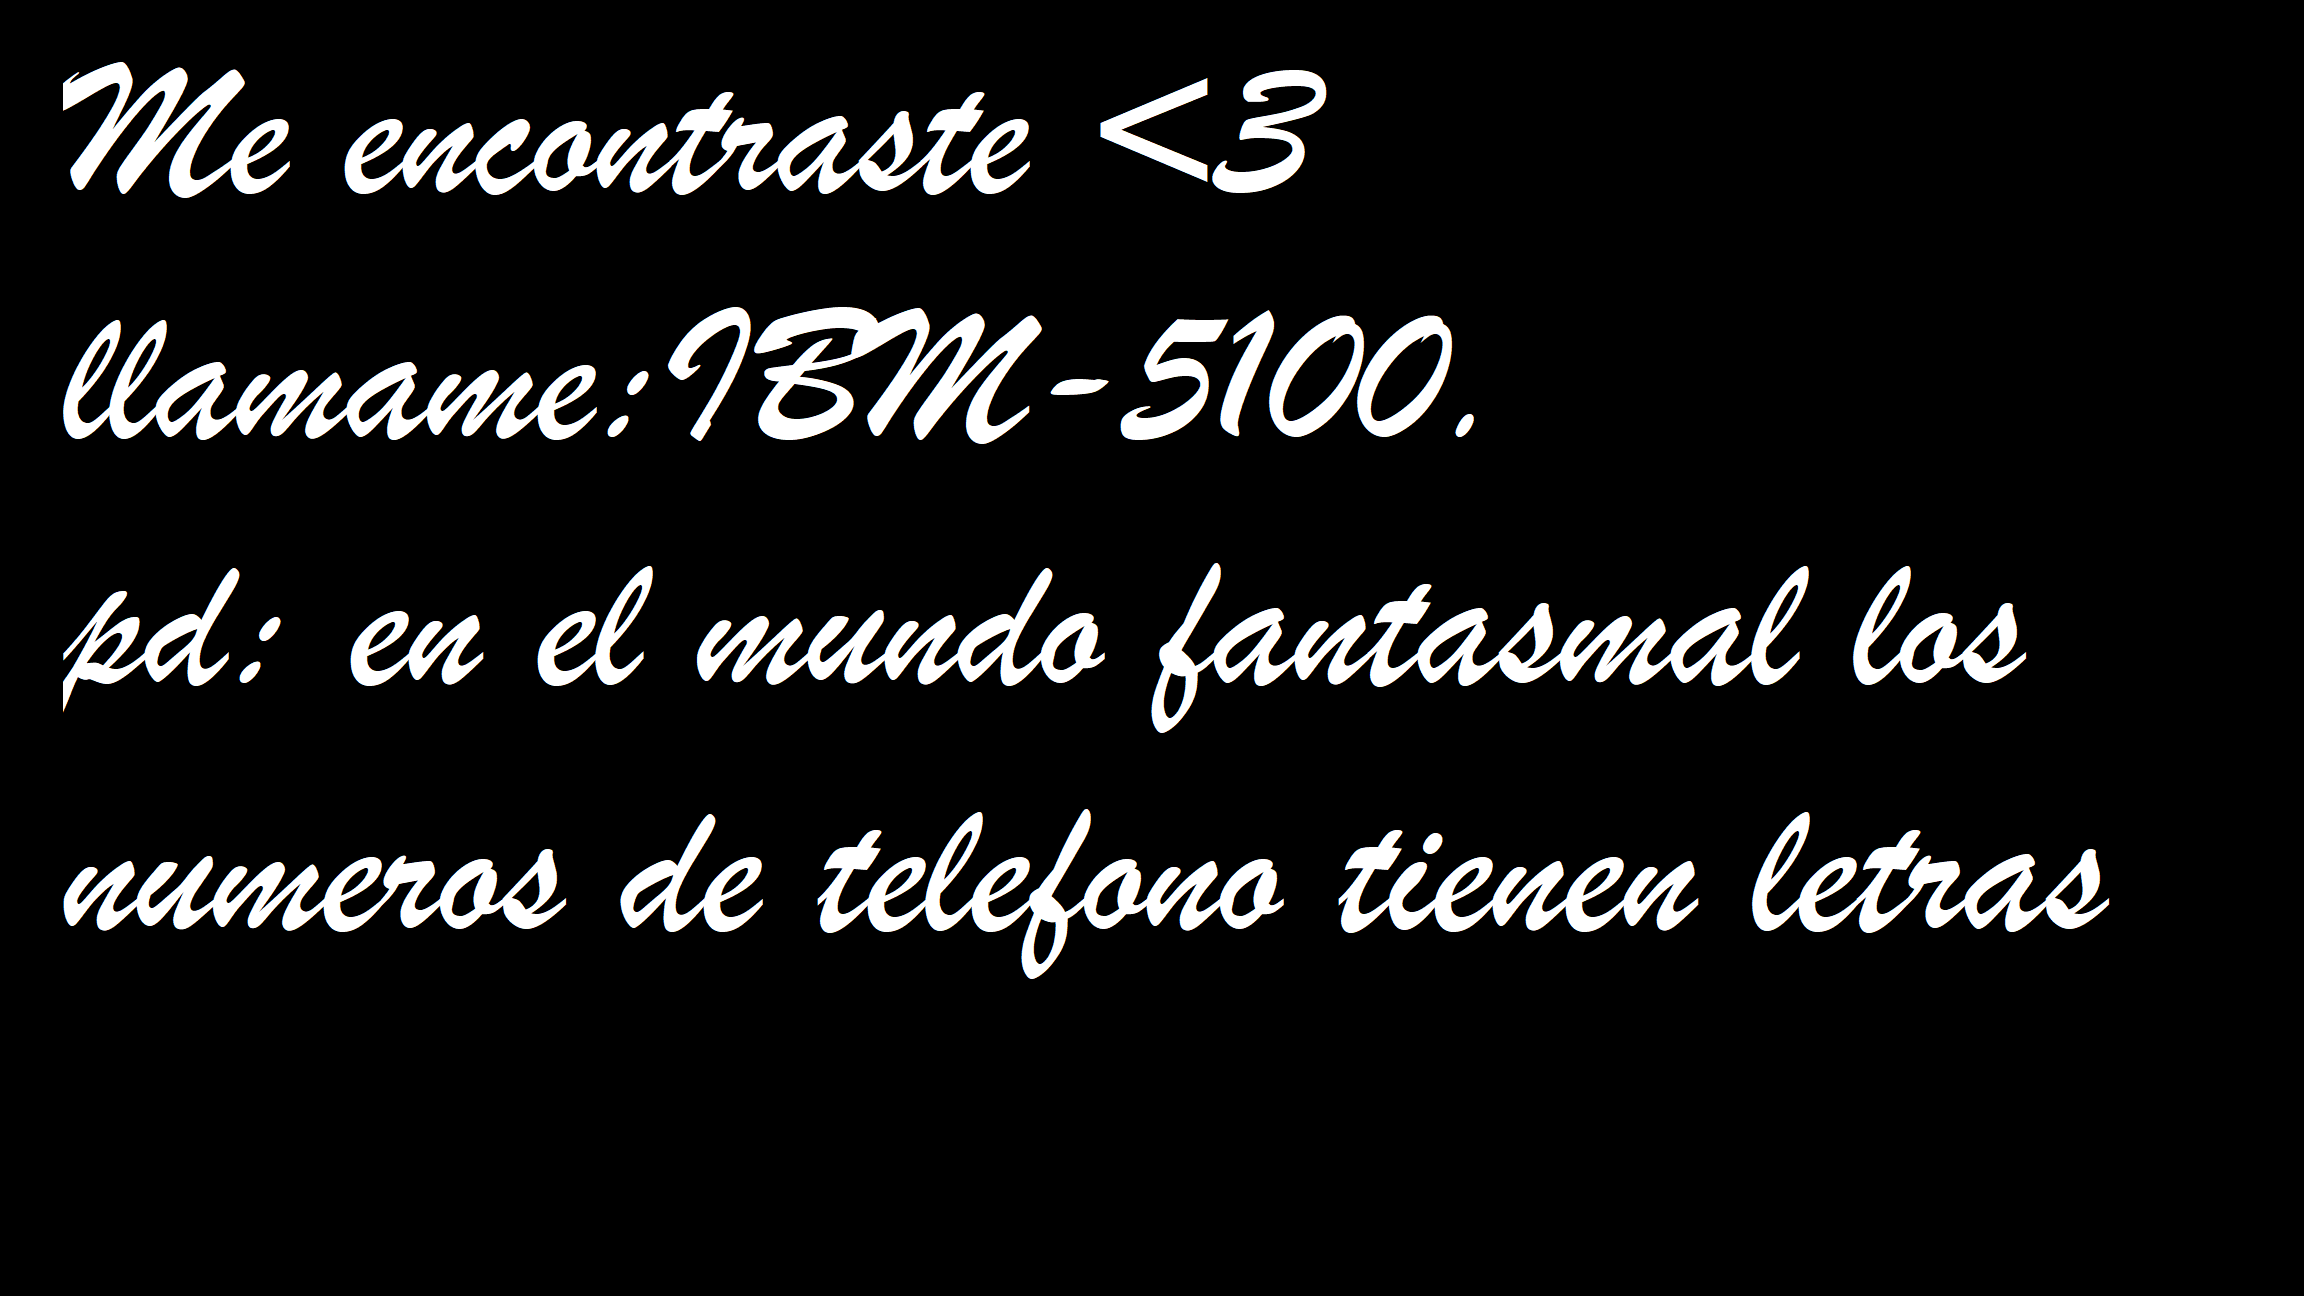 Me encontraste <3
llamame:IBM-5100.
pd: en el mundo fantasmal los
numeros de telefono tienen letras